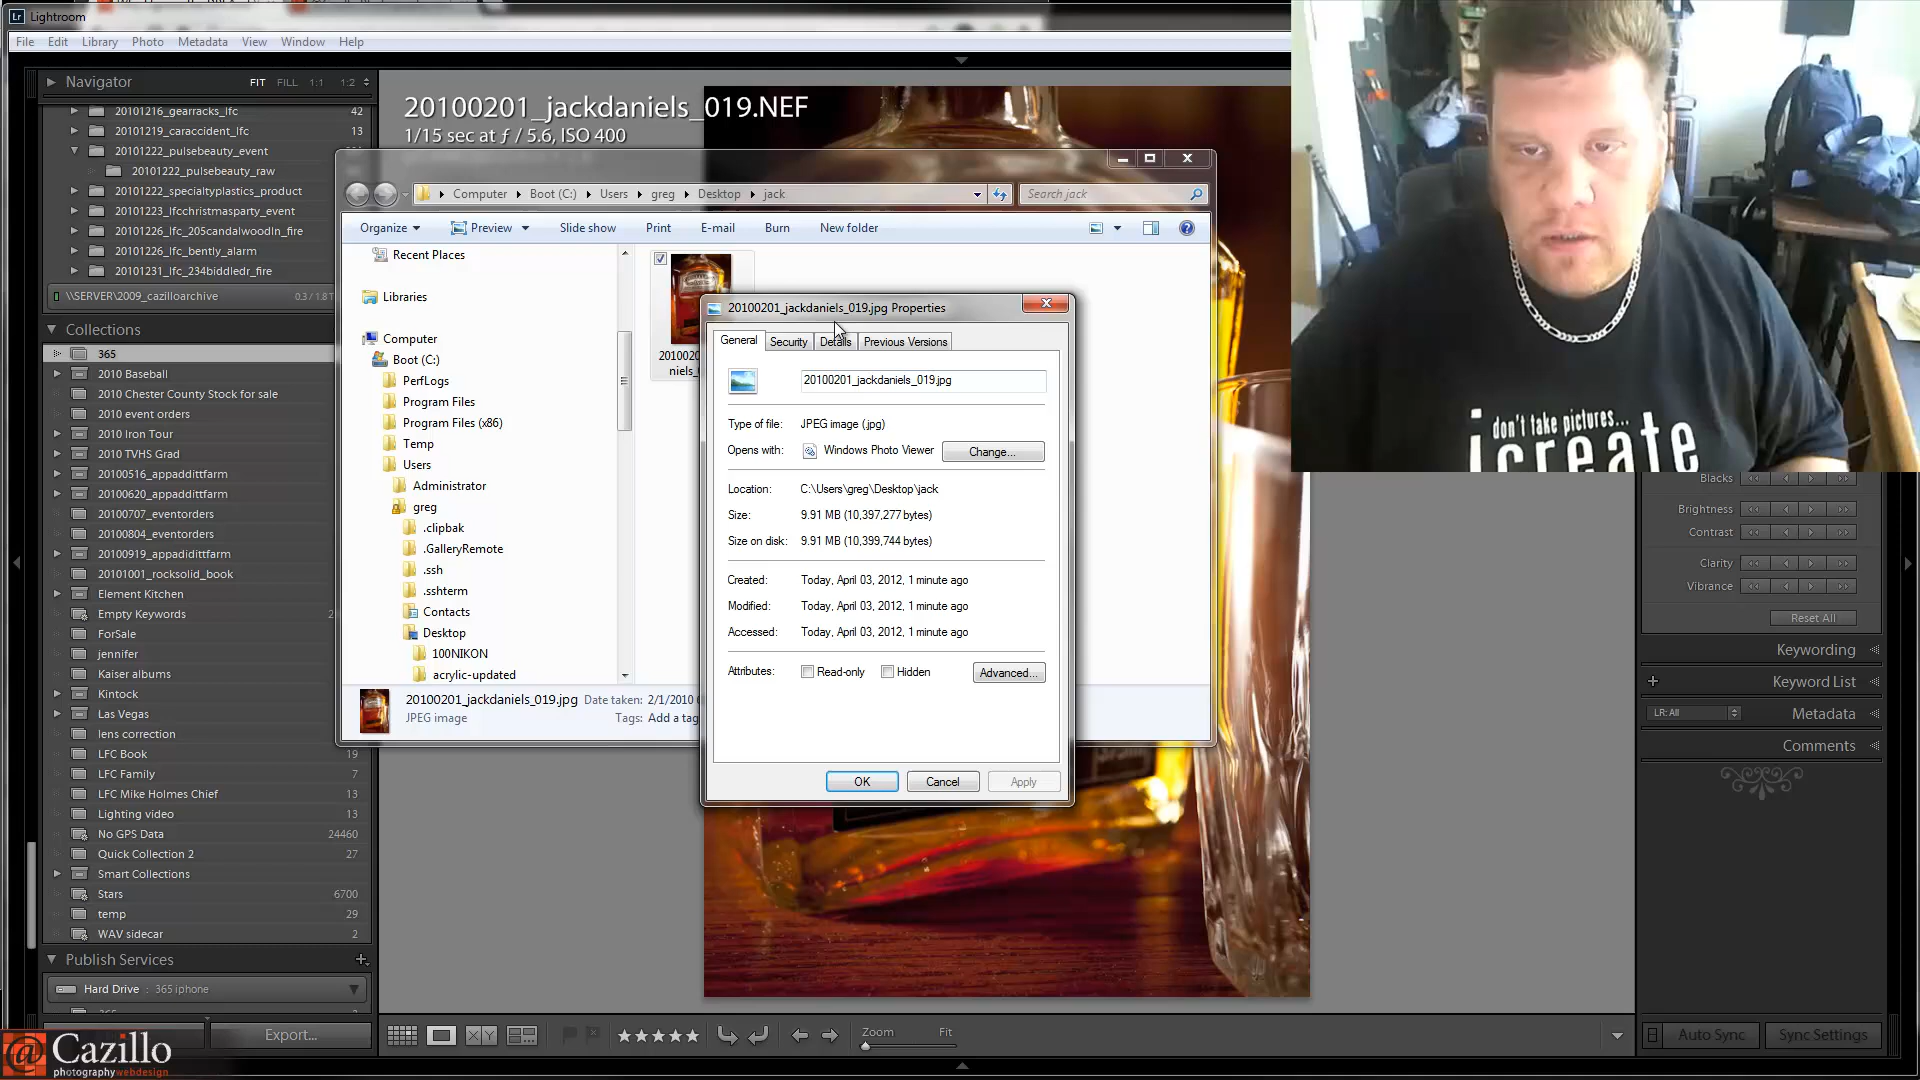 Lightroom
File Edit Library Photo Metadata View Window Help
Navigator FIT FILL 1:1 1:2
20101216_gearracks_lfc 42
20101219_caraccident_lfc 13
20101222_pulsebeauty_event
20101222_pulsebeauty_raw
20101222_specialtyplastics_product
20101223_lfcchristmasparty_event
20101226_lfc_205candalwoodln_fire
20101226_lfc_bently_alarm
20101231_lfc_234biddledr_fire
\\SERVER\2009_cazilloarchive 0.3 / 1.8 T
Collections
365
2010 Baseball
2010 Chester County Stock for sale
2010 event orders
2010 Iron Tour
2010 TVHS Grad
20100516_appaddittfarm
20100620_appaddittfarm
20100707_eventorders
20100804_eventorders
20100919_appadidittfarm
20101001_rocksolid_book
Element Kitchen
Empty Keywords 2
ForSale
jennifer
Kaiser albums
Kintock
Las Vegas
lens correction
LFC Book 19
LFC Family 7
LFC Mike Holmes Chief 13
Lighting video 13
No GPS Data 24460
Quick Collection 2 27
Smart Collections
Stars 6700
temp 29
WAV sidecar 2
Publish Services +
Hard Drive : 365 iphone
Export...
@Cazillo
photographywebdesign
20100201_jackdaniels_019.NEF
1/15 sec at ƒ / 5.6, ISO 400
Computer Boot (C:) Users greg Desktop jack
Search jack
Organize Preview Slide show Print E-mail Burn New folder
Recent Places
Libraries
Computer
Boot (C:)
PerfLogs
Program Files
Program Files (x86)
Temp
Users
Administrator
greg
.clipbak
.GalleryRemote
.ssh
.sshterm
Contacts
Desktop
100NIKON
acrylic-updated
20100201_jackdaniels_019.jpg Date taken: 2/1/2010
JPEG image Tags: Add a tag
20100201_jackdaniels_019.jpg Properties
General Security Details Previous Versions
20100201_jackdaniels_019.jpg
Type of file: JPEG image (.jpg)
Opens with: Windows Photo Viewer Change...
Location: C:\Users\greg\Desktop\jack
Size: 9.91 MB (10,397,277 bytes)
Size on disk: 9.91 MB (10,399,744 bytes)
Created: Today, April 03, 2012, 1 minute ago
Modified: Today, April 03, 2012, 1 minute ago
Accessed: Today, April 03, 2012, 1 minute ago
Attributes: Read-only Hidden Advanced...
OK Cancel Apply
Zoom Fit
don't take pictures...
i create
Blacks
Brightness
Contrast
Clarity
Vibrance
Reset All
Keywording
+ Keyword List
LR: All Metadata
Comments
Auto Sync Sync Settings